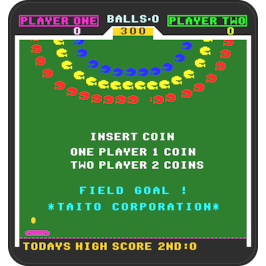 PLAYER ONE BALLS·0 PLAYER TWO
0 300 0
INSERT COIN
ONE PLAYER 1 COIN
TWO PLAYER 2 COINS
FIELD GOAL !
*TAITO CORPORATION*
TODAYS HIGH SCORE 2ND:0